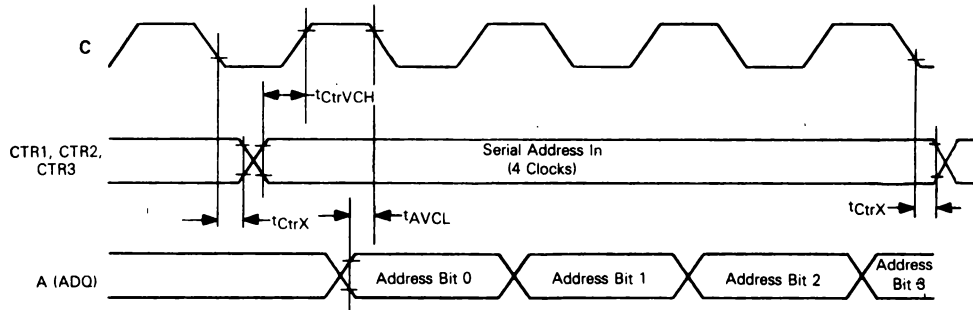 C
tCtrVCH
CTR1, CTR2,
CTR3
Serial Address In
(4 Clocks)
tCtrX
tAVCL
tCtrX
A (ADQ)
Address Bit 0
Address Bit 1
Address Bit 2
Address
Bit 3